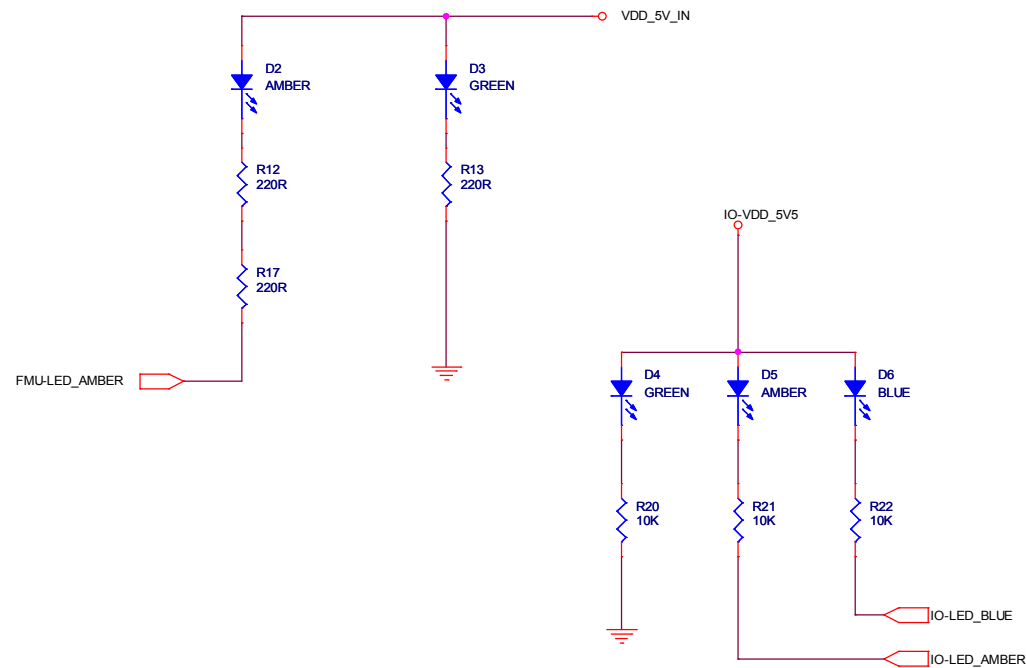 VDD_5V_IN
D2
AMBER
D3
GREEN
R12
220R
R13
220R
R17
220R
FMU-LED_AMBER
IO-VDD_5V5
D4
GREEN
D5
AMBER
D6
BLUE
R20
10K
R21
10K
R22
10K
IO-LED_BLUE
IO-LED_AMBER